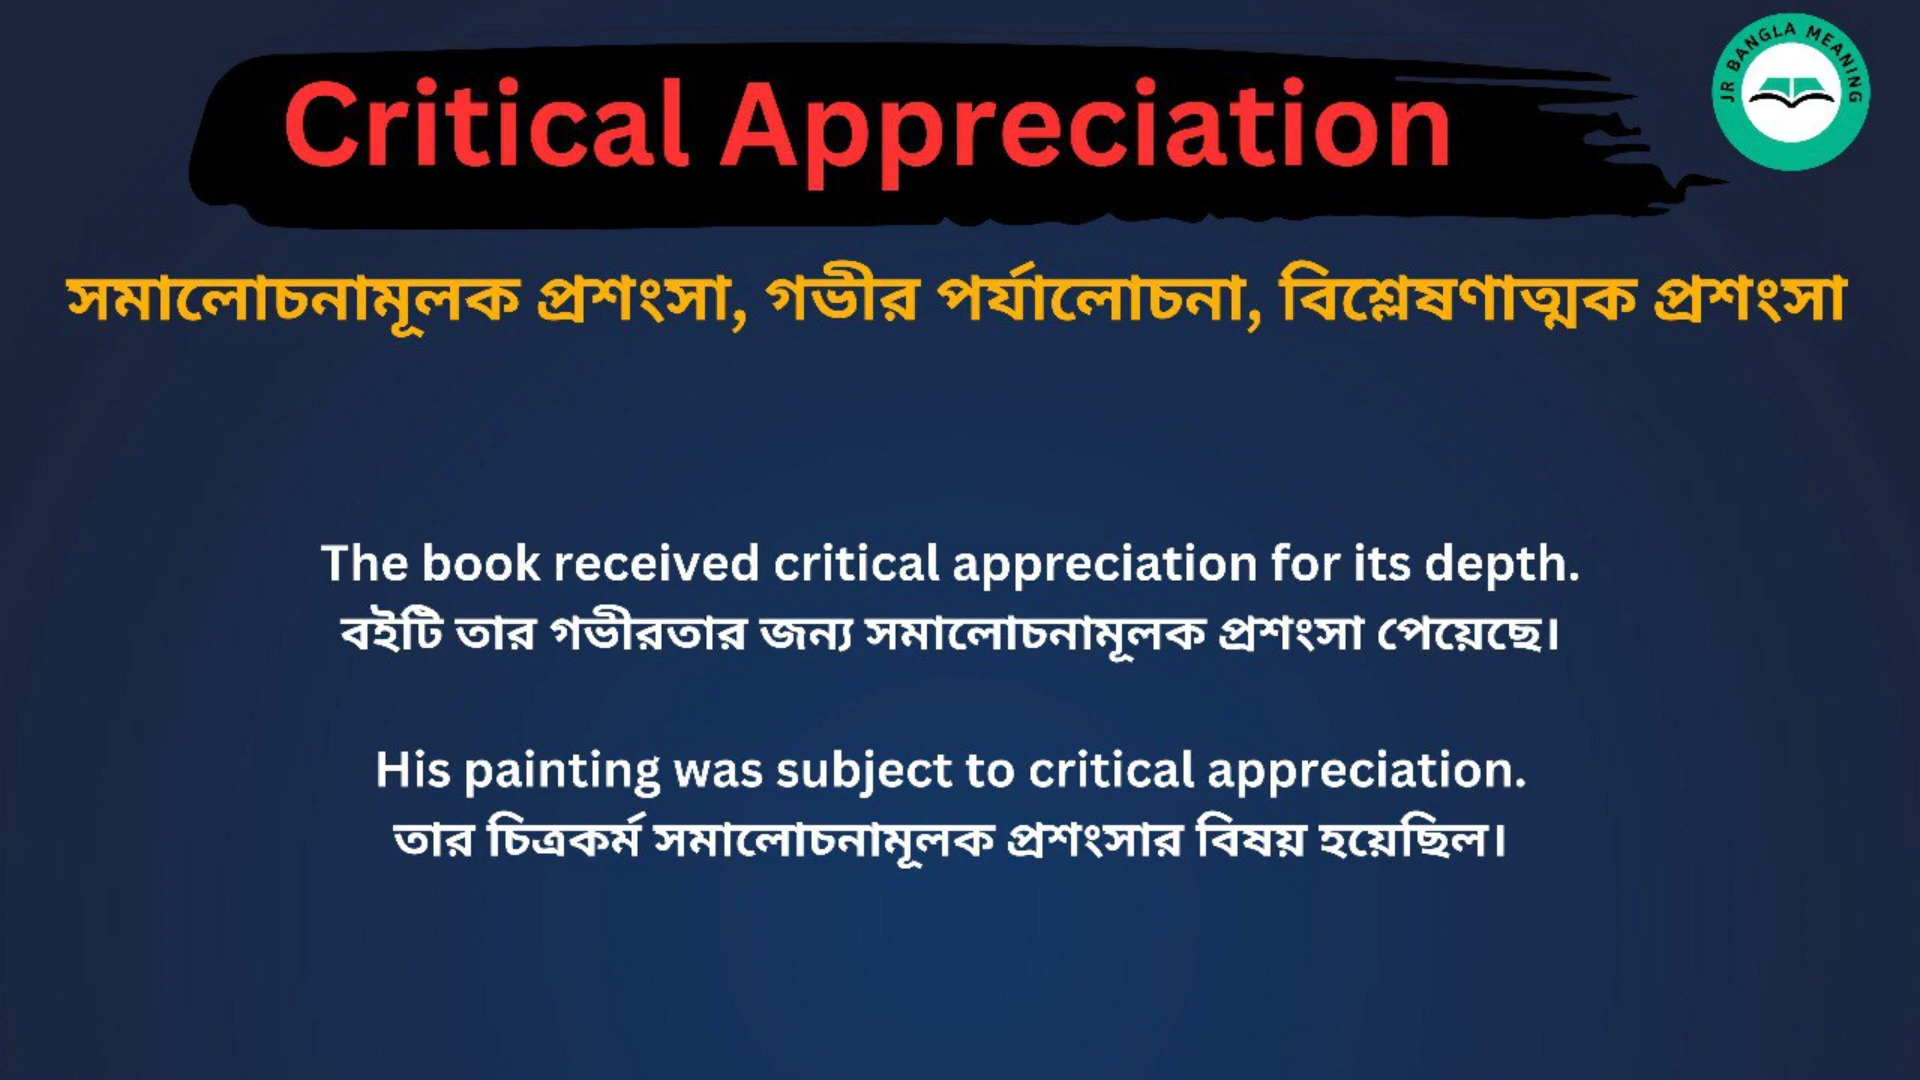 Critical Appreciation
JR BANGLA MEANING
সমালোচনামূলক প্রশংসা, গভীর পর্যালোচনা, বিশ্লেষণাত্মক প্রশংসা
The book received critical appreciation for its depth.
বইটি তার গভীরতার জন্য সমালোচনামূলক প্রশংসা পেয়েছে।
His painting was subject to critical appreciation.
তার চিত্রকর্ম সমালোচনামূলক প্রশংসার বিষয় হয়েছিল।